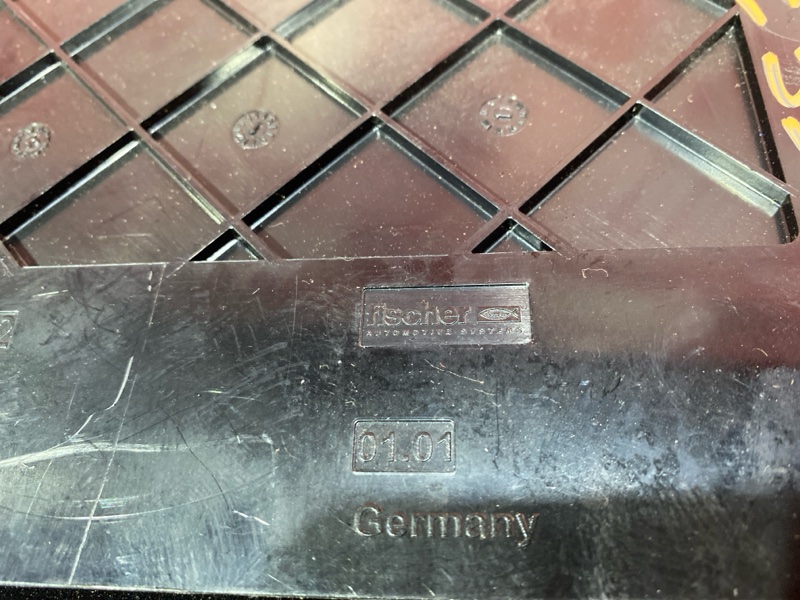 fischer
AUTOMOTIVE SYSTEMS
01.01
Germany